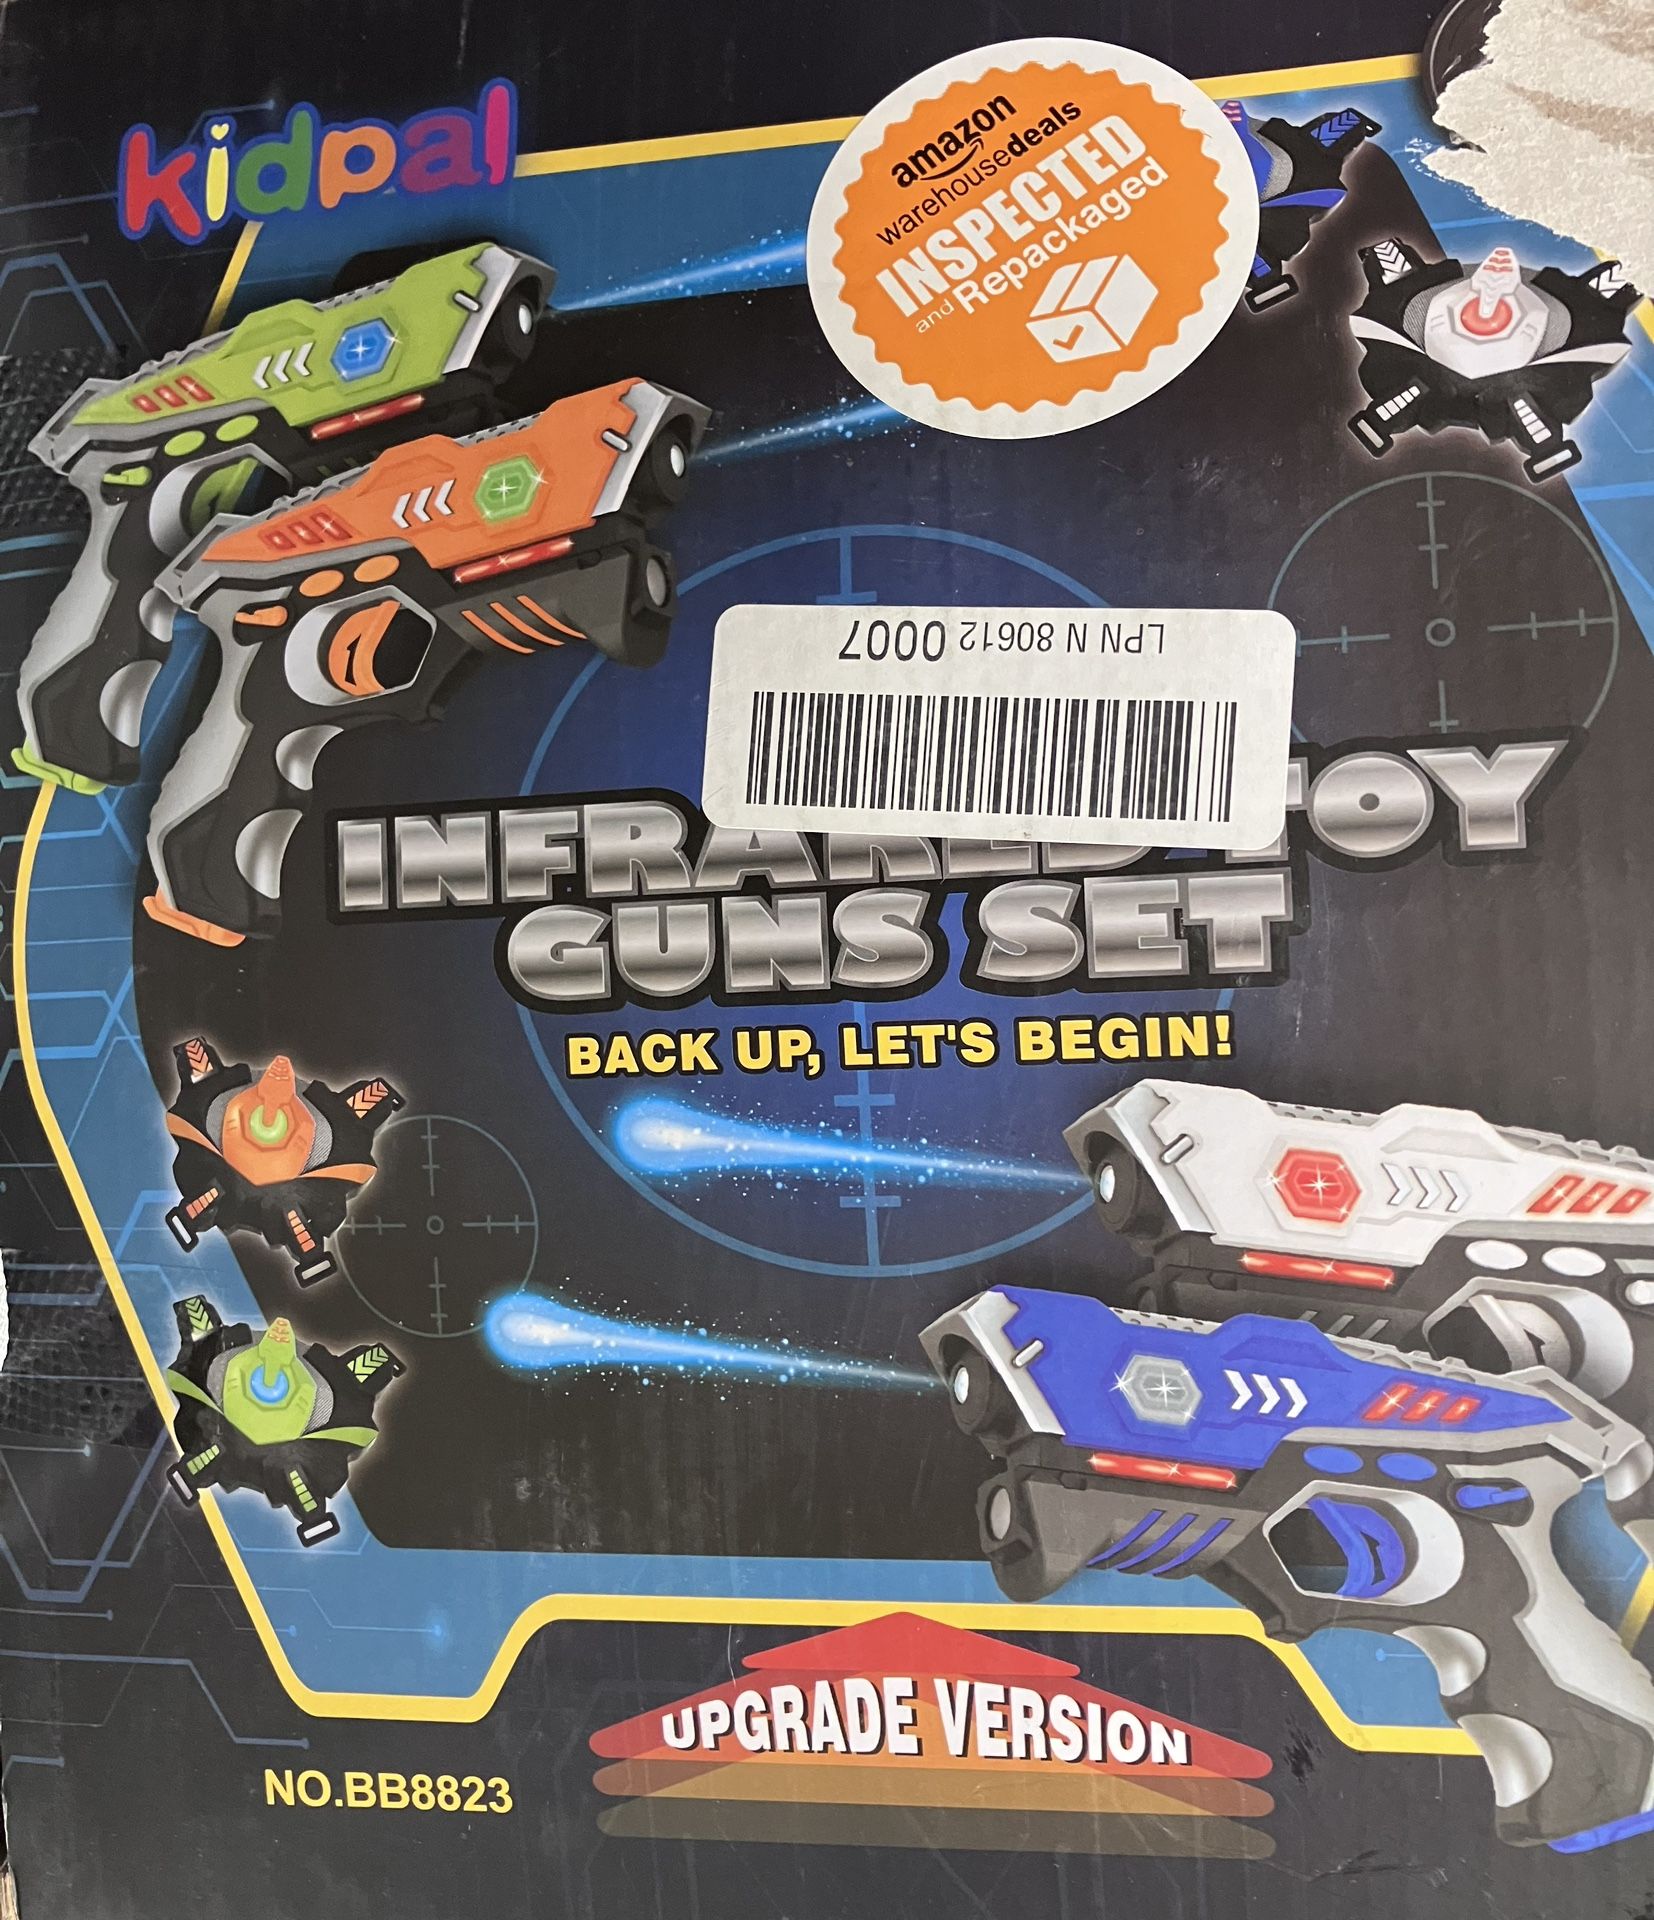 kidpal
amazon
warehousedeals
INSPECTED
and Repackaged
LPN N 80612 0007
INFRARED TOY
GUNS SET
BACK UP, LET'S BEGIN!
UPGRADE VERSION
NO.BB8823